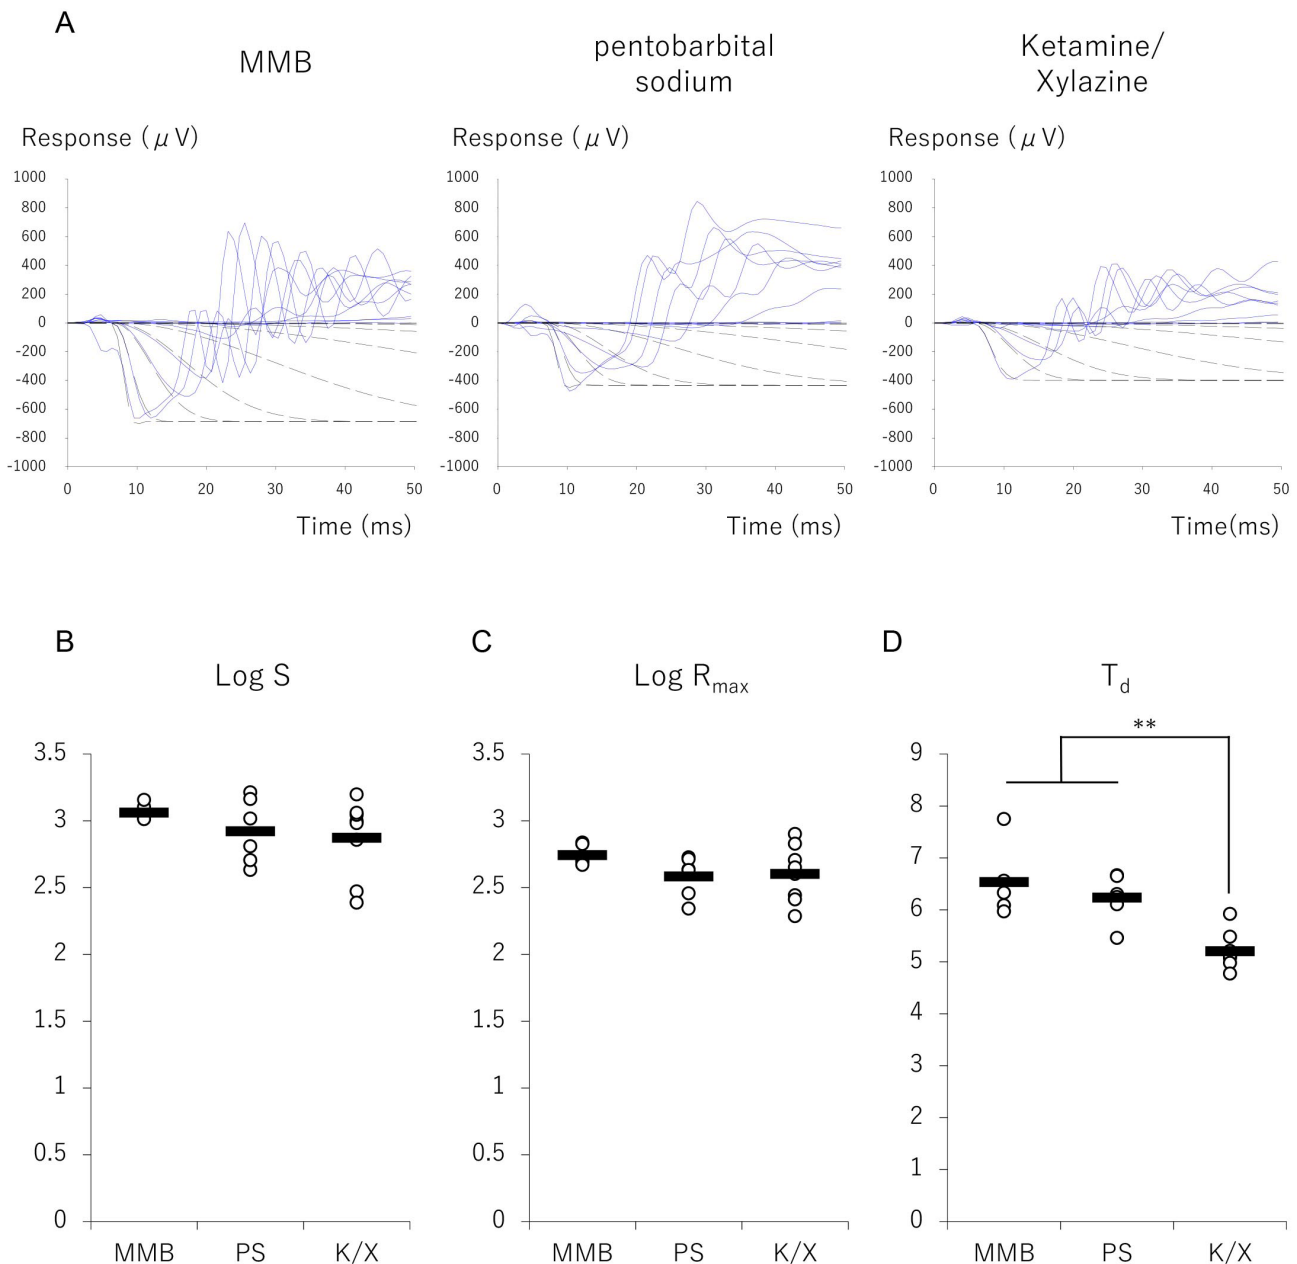 A
MMB
pentobarbital
sodium
Ketamine/
Xylazine
Response (μV)
Response (μV)
Response (μV)
1000
800
600
400
200
0
-200
-400
-600
-800
-1000
0 10 20 30 40 50
Time (ms)
1000
800
600
400
200
0
-200
-400
-600
-800
-1000
0 10 20 30 40 50
Time (ms)
1000
800
600
400
200
0
-200
-400
-600
-800
-1000
0 10 20 30 40 50
Time(ms)
B
Log S
3.5
3
2.5
2
1.5
1
0.5
0
MMB PS K/X
C
Log Rmax
3.5
3
2.5
2
1.5
1
0.5
0
MMB PS K/X
D
Td
**
9
8
7
6
5
4
3
2
1
0
MMB PS K/X